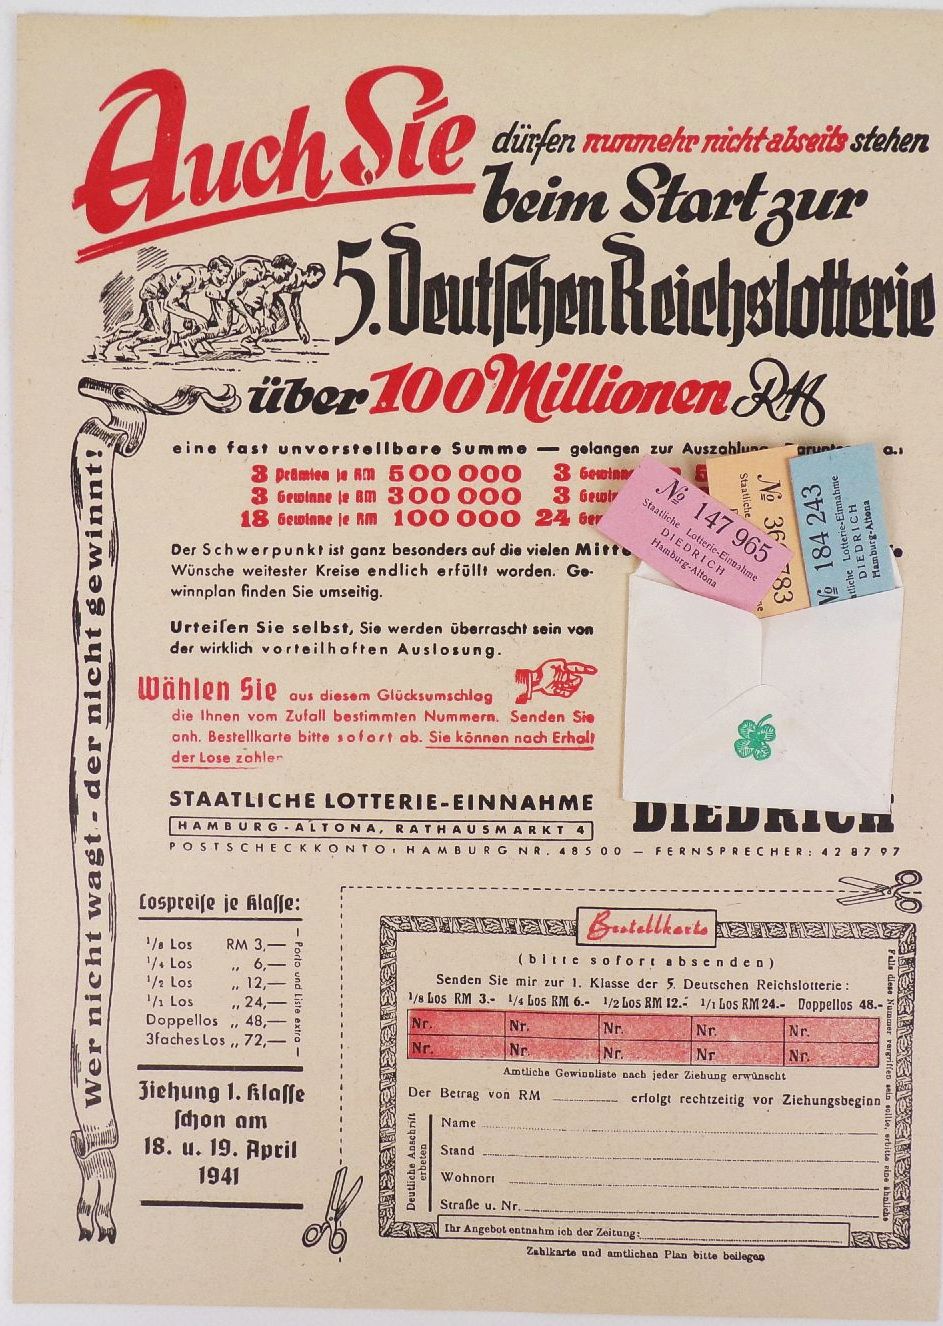 Auch Sie dürfen nunmehr nicht abseits stehen
beim Start zur
5. Deutschen Reichslotterie
über 100 Millionen RM
eine fast unvorstellbare Summe — gelangen zur Auszahlung
3 Prämien je RM 500 000 3
3 Gewinne je RM 300 000 3
18 Gewinne je RM 100 000 24
Der Schwerpunkt ist ganz besonders auf die vielen
Wünsche weitester Kreise endlich erfüllt worden. Ge-
winnplan finden Sie umseitig.
Urteilen Sie selbst, Sie werden überrascht sein von
der wirklich vorteilhaften Auslosung.
Wählen Sie aus diesem Glücksumschlag
die Ihnen vom Zufall bestimmten Nummern. Senden Sie
anh. Bestellkarte bitte sofort ab. Sie können nach Erhalt
der Lose zahlen
No 147 965
Staatliche Lotterie-Einnahme
DIEDRICH
Hamburg-Altona
No 36
783
Staatliche
No 184 243
Lotterie-Einnahme
DIEDRICH
Hamburg-Altona
STAATLICHE LOTTERIE-EINNAHME DIEDRICH
HAMBURG-ALTONA, RATHAUSMARKT 4
POSTSCHECKKONTO: HAMBURG NR. 48500 — FERNSPRECHER: 42 87 97
Wer nicht wagt - der nicht gewinnt!
Lospreise je Klasse:
1/8 Los RM 3,—
1/4 Los „ 6,—
1/2 Los „ 12,—
1/1 Los „ 24,—
Doppellos „ 48,—
3faches Los „ 72,—
— Porto und Liste extra —
Ziehung 1. Klasse
schon am
18. u. 19. April
1941
Bestellkarte
(bitte sofort absenden)
Senden Sie mir zur 1. Klasse der 5. Deutschen Reichslotterie:
1/8 Los RM 3.- 1/4 Los RM 6.- 1/2 Los RM 12.- 1/1 Los RM 24.- Doppellos 48.-
Nr. Nr. Nr. Nr. Nr.
Nr. Nr. Nr. Nr Nr.
Amtliche Gewinnliste nach jeder Ziehung erwünscht
Der Betrag von RM erfolgt rechtzeitig vor Ziehungsbeginn
Deutliche Anschrift
erbeten
Name
Stand
Wohnort
Straße u. Nr.
Ihr Angebot entnahm ich der Zeitung:
Falls diese Nummer vergriffen sein sollte, erbitte eine ähnliche
Zahlkarte und amtlichen Plan bitte beilegen